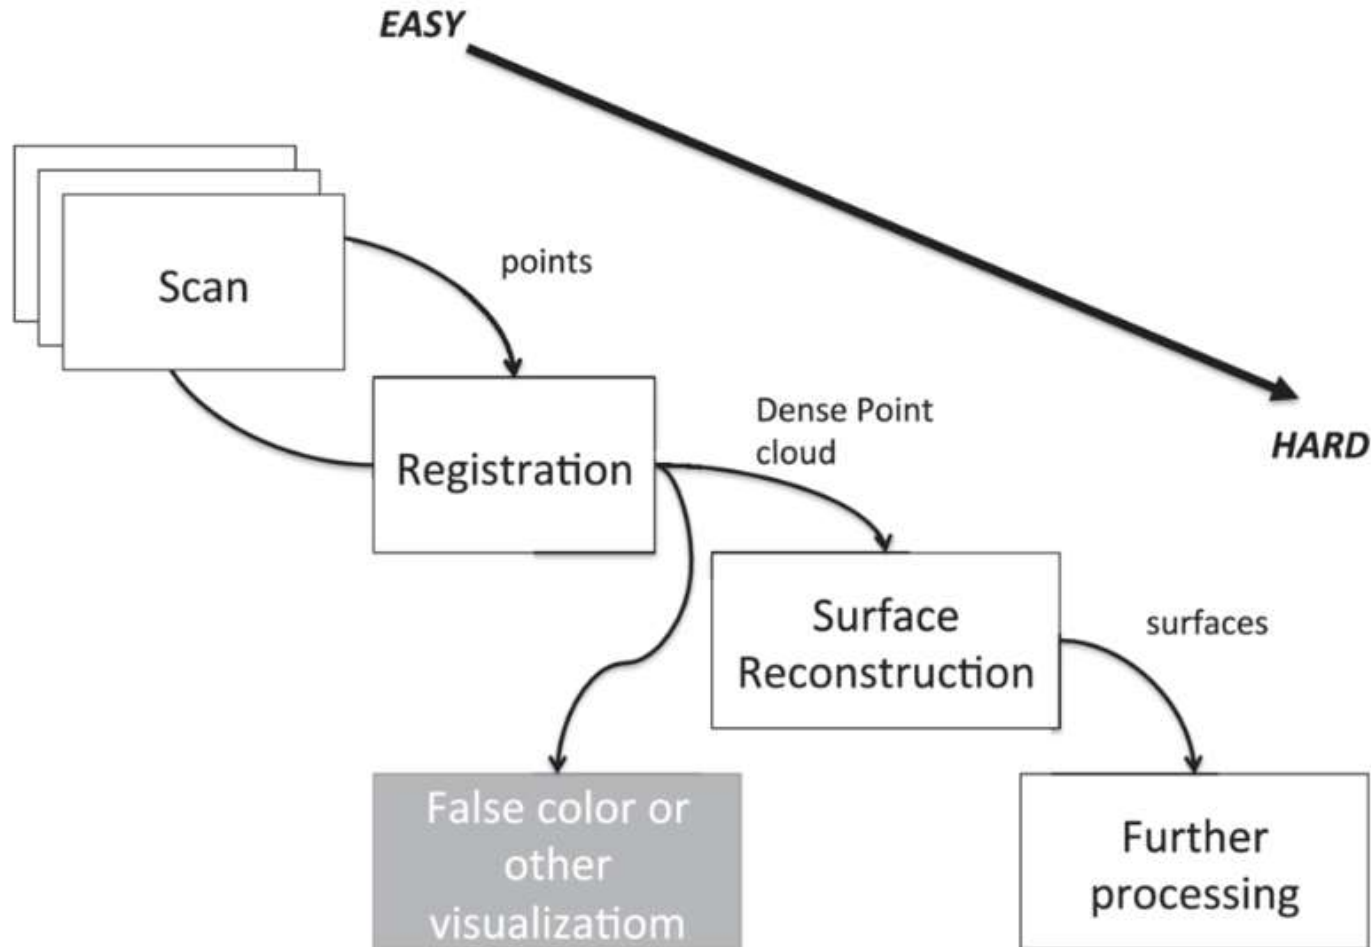 EASY
HARD
Scan
points
Registration
Dense Point
cloud
Surface
Reconstruction
surfaces
False color or
other
visualizatiom
Further
processing